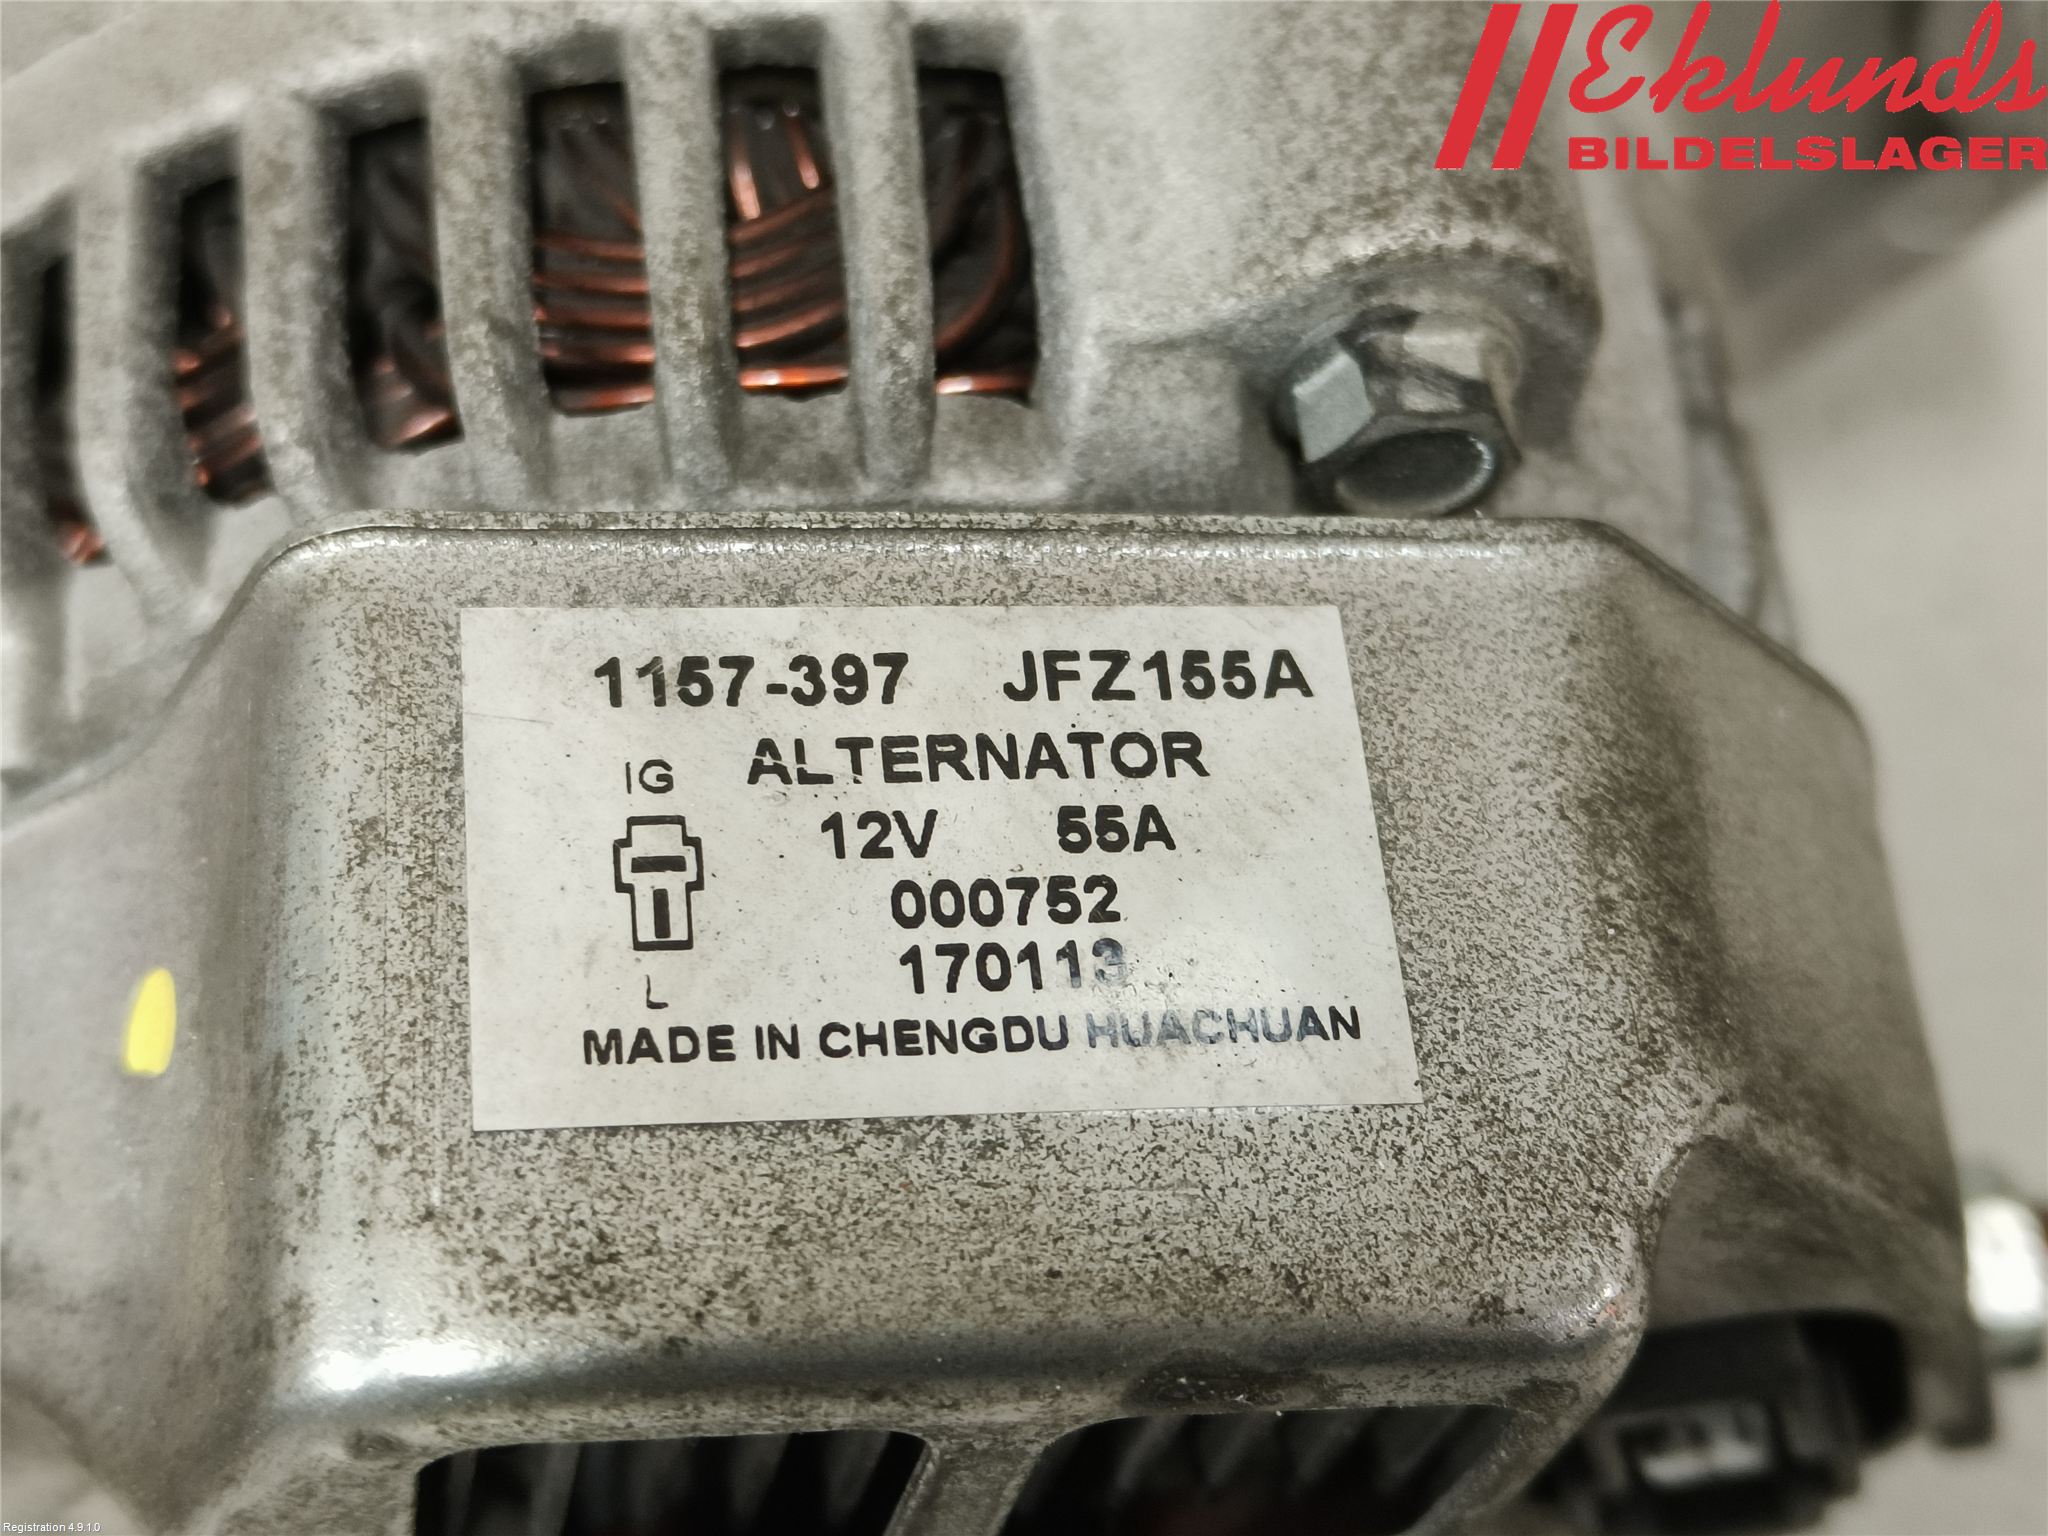 Eklunds
BILDELSLAGER
1157-397 JFZ155A
ALTERNATOR
IG
12V 55A
000752
170113
L
MADE IN CHENGDU HUACHUAN
Registration 4.9.1.0